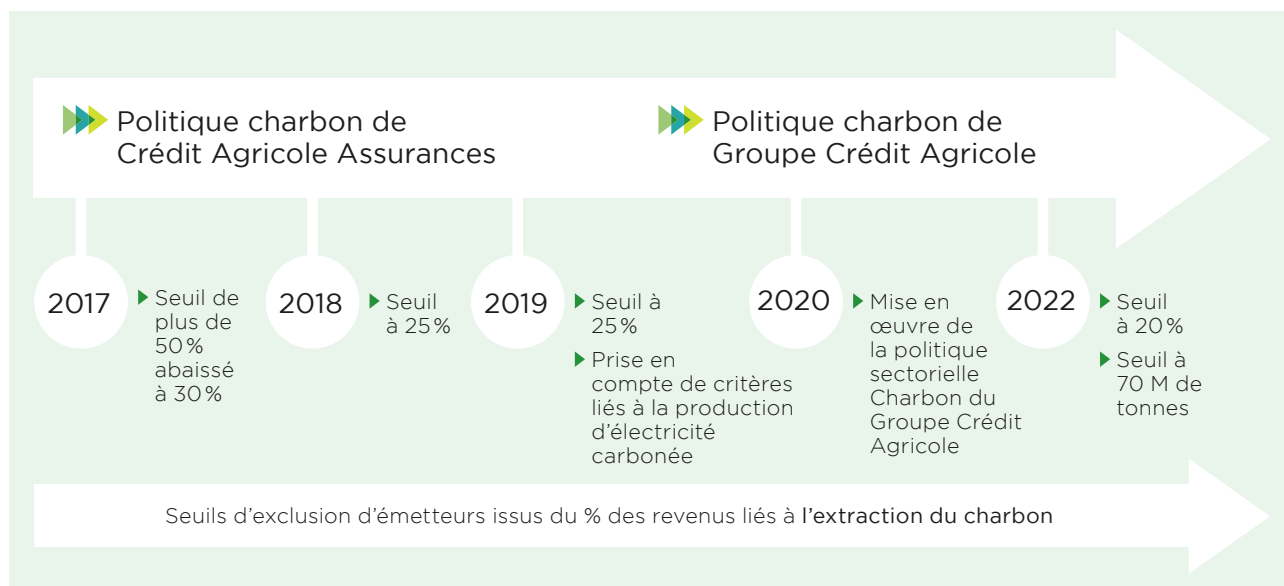 Politique charbon de
Crédit Agricole Assurances
Politique charbon de
Groupe Crédit Agricole
2017
Seuil de
plus de
50 %
abaissé
à 30 %
2018
Seuil
à 25 %
2019
Seuil à
25 %
Prise en
compte de critères
liés à la production
d'électricité
carbonée
2020
Mise en
œuvre de
la politique
sectorielle
Charbon du
Groupe Crédit
Agricole
2022
Seuil
à 20 %
Seuil à
70 M de
tonnes
Seuils d'exclusion d'émetteurs issus du % des revenus liés à l'extraction du charbon